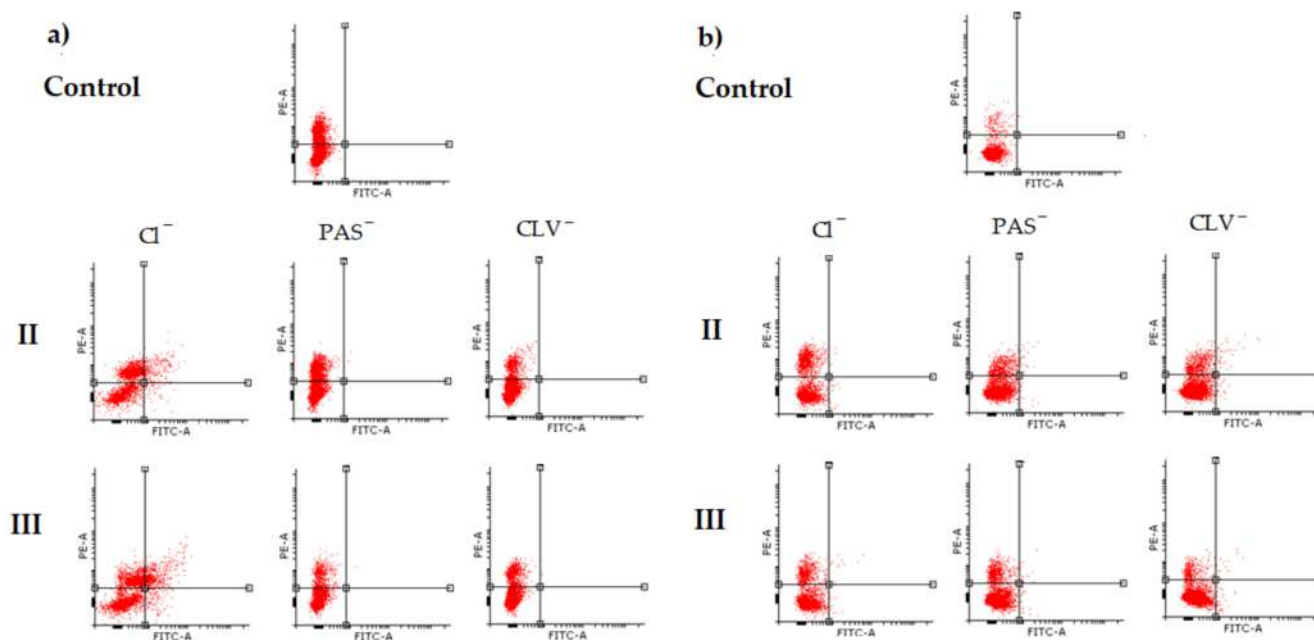 a)
Control
PE-A
FITC-A
b)
Control
PE-A
FITC-A
Cl⁻ PAS⁻ CLV⁻
II
PE-A
FITC-A
PE-A
FITC-A
PE-A
FITC-A
III
PE-A
FITC-A
PE-A
FITC-A
PE-A
FITC-A
Cl⁻ PAS⁻ CLV⁻
II
PE-A
FITC-A
PE-A
FITC-A
PE-A
FITC-A
III
PE-A
FITC-A
PE-A
FITC-A
PE-A
FITC-A